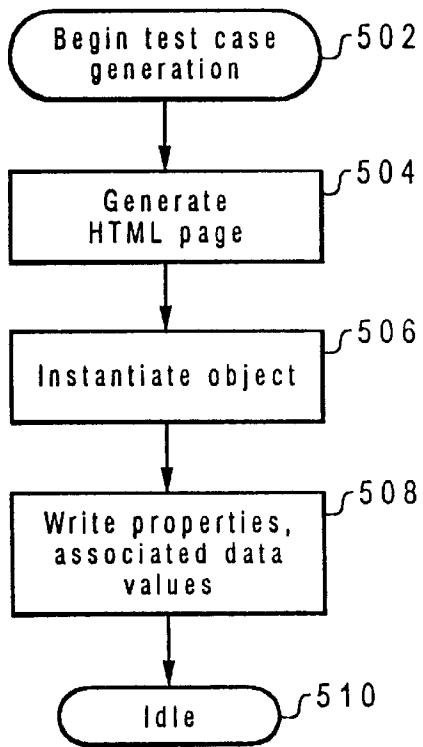 Begin test case
generation
502
Generate
HTML page
504
Instantiate object
506
Write properties,
associated data
values
508
Idle
510